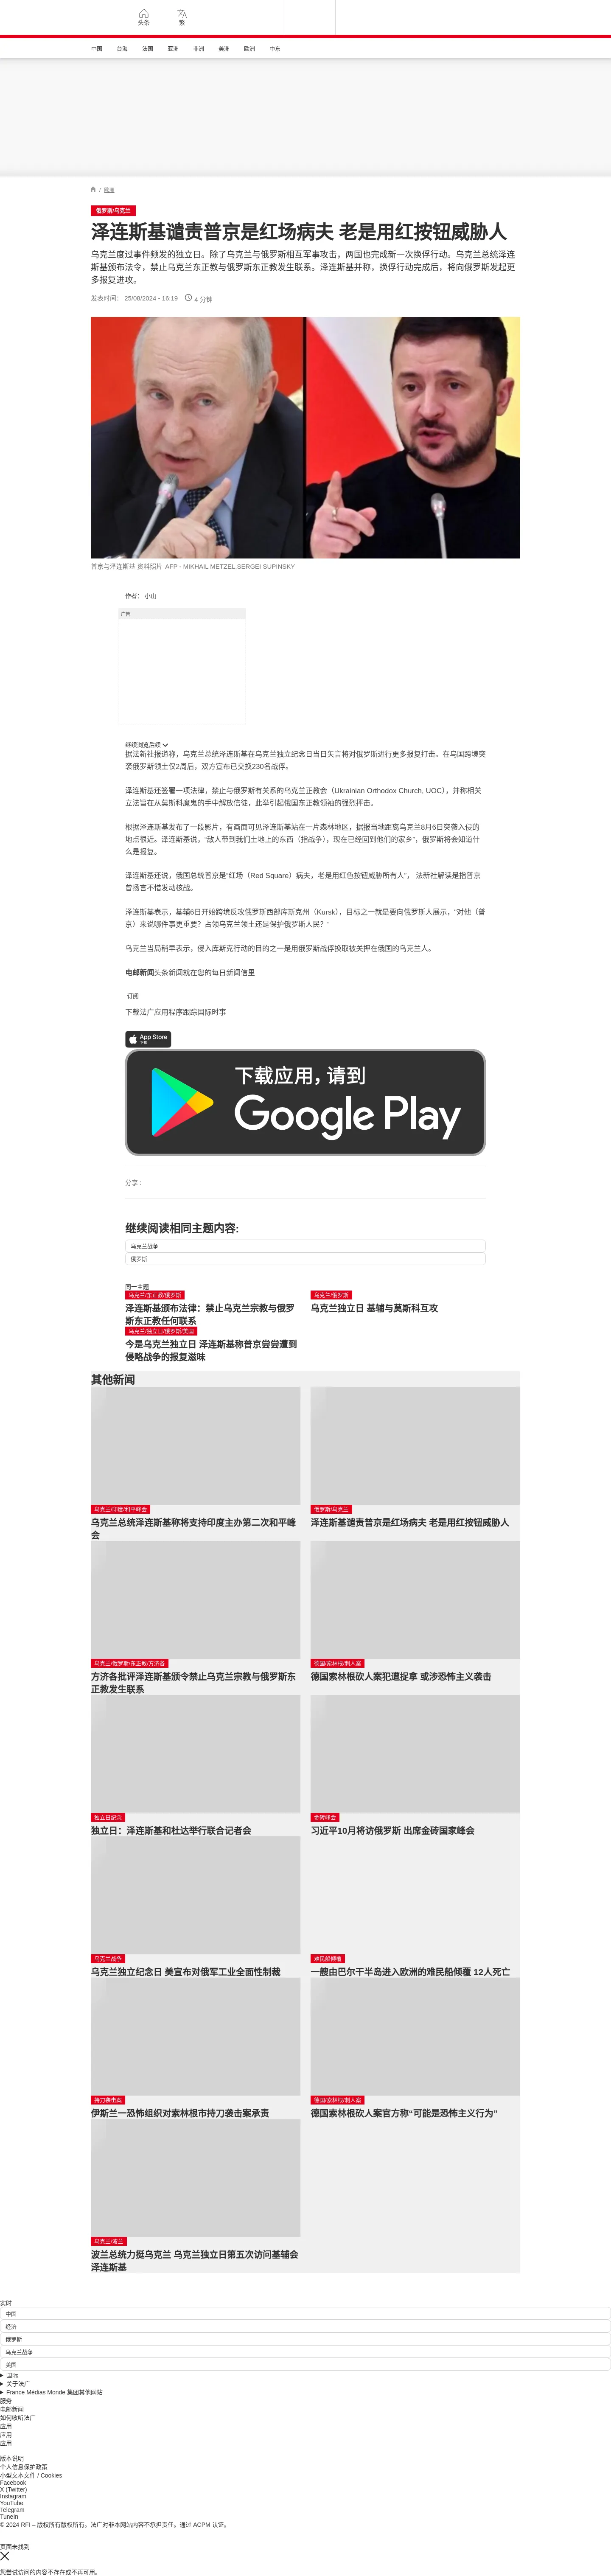 头条
繁
中国 台海 法国 亚洲 非洲 美洲 欧洲 中东
/ 欧洲
俄罗斯/乌克兰
泽连斯基谴责普京是红场病夫 老是用红按钮威胁人
乌克兰度过事件频发的独立日。除了乌克兰与俄罗斯相互军事攻击，两国也完成新一次换俘行动。乌克兰总统泽连
斯基颁布法令，禁止乌克兰东正教与俄罗斯东正教发生联系。泽连斯基并称，换俘行动完成后，将向俄罗斯发起更
多报复进攻。
发表时间： 25/08/2024 - 16:19 4 分钟
普京与泽连斯基 资料照片 AFP - MIKHAIL METZEL,SERGEI SUPINSKY
作者： 小山
广告
继续浏览后续
据法新社报道称，乌克兰总统泽连斯基在乌克兰独立纪念日当日矢言将对俄罗斯进行更多报复打击。在乌国跨境突
袭俄罗斯领土仅2周后，双方宣布已交换230名战俘。
泽连斯基还签署一项法律，禁止与俄罗斯有关系的乌克兰正教会（Ukrainian Orthodox Church, UOC），并称相关
立法旨在从莫斯科魔鬼的手中解放信徒，此举引起俄国东正教领袖的强烈抨击。
根据泽连斯基发布了一段影片，有画面可见泽连斯基站在一片森林地区，据报当地距离乌克兰8月6日突袭入侵的
地点很近。泽连斯基说，“敌人带到我们土地上的东西（指战争），现在已经回到他们的家乡”，俄罗斯将会知道什
么是报复。
泽连斯基还说，俄国总统普京是“红场（Red Square）病夫，老是用红色按钮威胁所有人”， 法新社解读是指普京
曾扬言不惜发动核战。
泽连斯基表示，基辅6日开始跨境反攻俄罗斯西部库斯克州（Kursk），目标之一就是要向俄罗斯人展示，“对他（普
京）来说哪件事更重要？占领乌克兰领土还是保护俄罗斯人民？”
乌克兰当局稍早表示，侵入库斯克行动的目的之一是用俄罗斯战俘换取被关押在俄国的乌克兰人。
电邮新闻头条新闻就在您的每日新闻信里
订阅
下载法广应用程序跟踪国际时事
App Store
下载
下载应用，请到
Google Play
分享 :
继续阅读相同主题内容:
乌克兰战争
俄罗斯
同一主题
乌克兰/东正教/俄罗斯
泽连斯基颁布法律：禁止乌克兰宗教与俄罗
斯东正教任何联系
乌克兰/俄罗斯
乌克兰独立日 基辅与莫斯科互攻
乌克兰/独立日/俄罗斯/美国
今是乌克兰独立日 泽连斯基称普京尝尝遭到
侵略战争的报复滋味
其他新闻
乌克兰/印度/和平峰会
乌克兰总统泽连斯基称将支持印度主办第二次和平峰
会
俄罗斯/乌克兰
泽连斯基谴责普京是红场病夫 老是用红按钮威胁人
乌克兰/俄罗斯/东正教/方济各
方济各批评泽连斯基颁令禁止乌克兰宗教与俄罗斯东
正教发生联系
德国/索林根/刺人案
德国索林根砍人案犯遭捉拿 或涉恐怖主义袭击
独立日纪念
独立日：泽连斯基和杜达举行联合记者会
金砖峰会
习近平10月将访俄罗斯 出席金砖国家峰会
乌克兰战争
乌克兰独立纪念日 美宣布对俄军工业全面性制裁
难民船倾覆
一艘由巴尔干半岛进入欧洲的难民船倾覆 12人死亡
持刀袭击案
伊斯兰一恐怖组织对索林根市持刀袭击案承责
德国/索林根/刺人案
德国索林根砍人案官方称“可能是恐怖主义行为”
乌克兰/波兰
波兰总统力挺乌克兰 乌克兰独立日第五次访问基辅会
泽连斯基
实时
中国
经济
俄罗斯
乌克兰战争
美国
国际
关于法广
France Médias Monde 集团其他网站
服务
电邮新闻
如何收听法广
应用
应用
应用
版本说明
个人信息保护政策
小型文本文件 / Cookies
Facebook
X (Twitter)
Instagram
YouTube
Telegram
TuneIn
© 2024 RFI – 版权所有版权所有。法广对非本网站内容不承担责任。通过 ACPM 认证。
页面未找到
您尝试访问的内容不存在或不再可用。